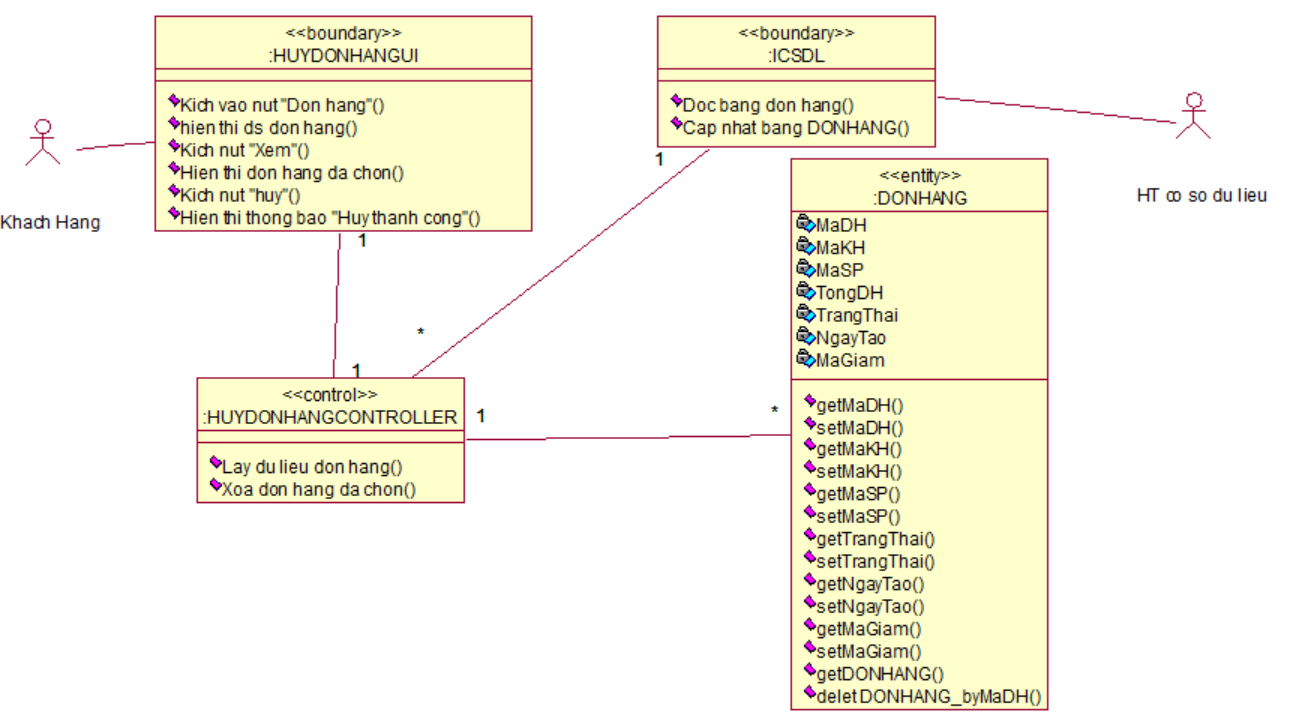 <<boundary>>
:HUYDONHANGUI
Kich vao nut "Don hang"()
hien thi ds don hang()
Kich nut "Xem"()
Hien thi don hang da chon()
Kich nut "huy"()
Hien thi thong bao "Huy thanh cong"()
Khach Hang
<<boundary>>
:ICSDL
Doc bang don hang()
Cap nhat bang DONHANG()
HT co so du lieu
1
1
*
1
<<control>>
:HUYDONHANGCONTROLLER
Lay du lieu don hang()
Xoa don hang da chon()
1
*
<<entity>>
:DONHANG
MaDH
MaKH
MaSP
TongDH
TrangThai
NgayTao
MaGiam
getMaDH()
setMaDH()
getMaKH()
setMaKH()
getMaSP()
setMaSP()
getTrangThai()
setTrangThai()
getNgayTao()
setNgayTao()
getMaGiam()
setMaGiam()
getDONHANG()
delet DONHANG_byMaDH()